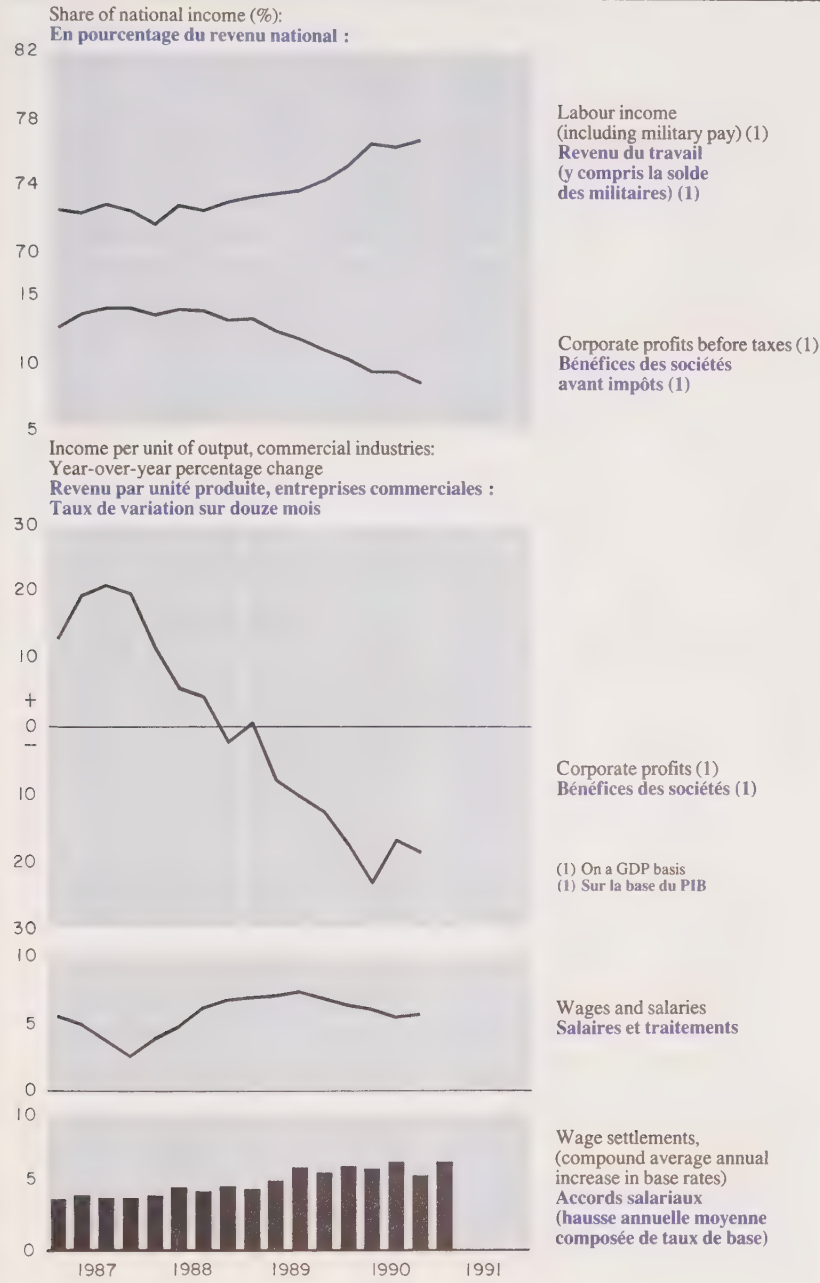 Share of national income (%):
En pourcentage du revenu national :
82
78
74
70
Labour income
(including military pay) (1)
Revenu du travail
(y compris la solde
des militaires) (1)
15
10
5
Corporate profits before taxes (1)
Bénéfices des sociétés
avant impôts (1)
Income per unit of output, commercial industries:
Year-over-year percentage change
Revenu par unité produite, entreprises commerciales :
Taux de variation sur douze mois
30
20
10
+
0
–
10
20
30
Corporate profits (1)
Bénéfices des sociétés (1)
(1) On a GDP basis
(1) Sur la base du PIB
10
5
0
Wages and salaries
Salaires et traitements
10
5
0
Wage settlements,
(compound average annual
increase in base rates)
Accords salariaux
(hausse annuelle moyenne
composée de taux de base)
1987 1988 1989 1990 1991